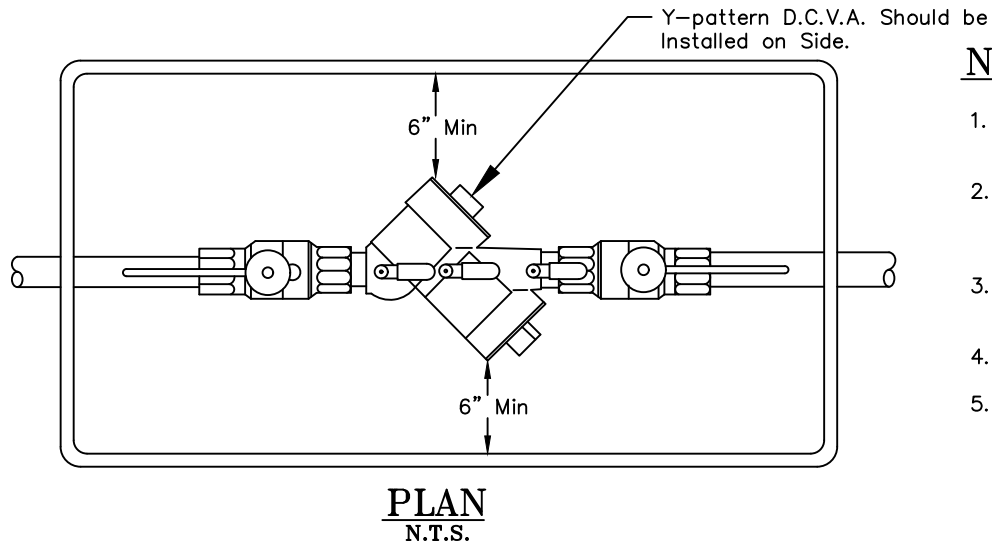 Y-pattern D.C.V.A. Should be
Installed on Side.
6" Min
6" Min
PLAN
N.T.S.
N
1.
2.
3.
4.
5.